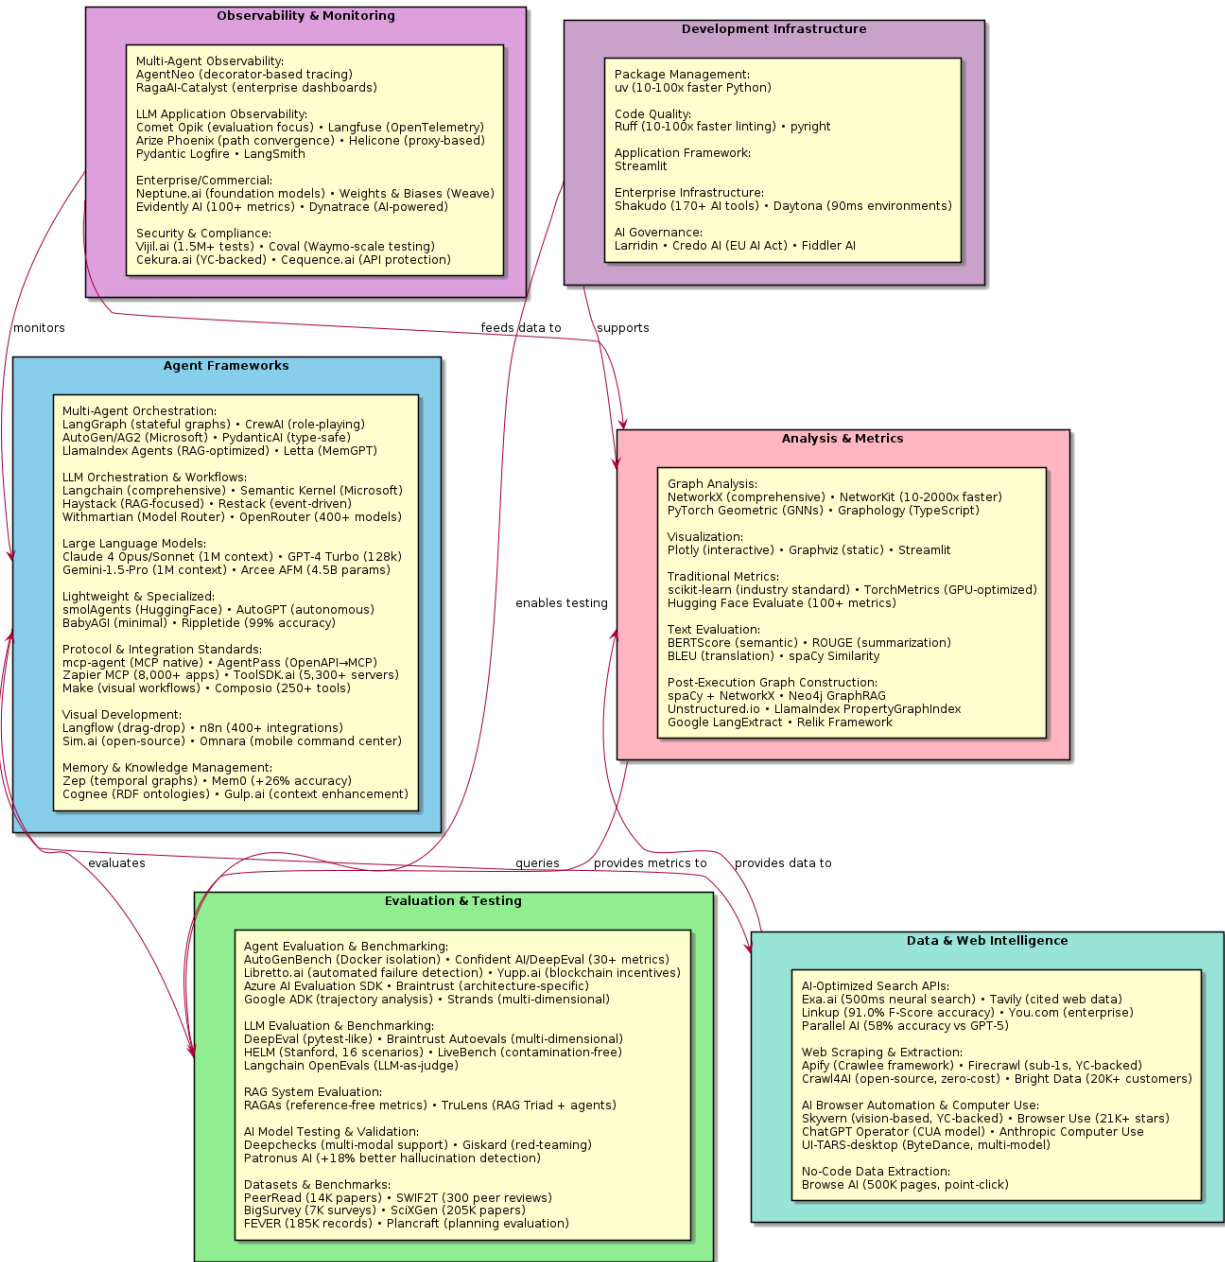 Observability & Monitoring
Multi-Agent Observability:
AgentNeo (decorator-based tracing)
RagaAI-Catalyst (enterprise dashboards)
LLM Application Observability:
Comet Opik (evaluation focus) • Langfuse (OpenTelemetry)
Arize Phoenix (path convergence) • Helicone (proxy-based)
Pydantic Logfire • LangSmith
Enterprise/Commercial:
Neptune.ai (foundation models) • Weights & Biases (Weave)
Evidently AI (100+ metrics) • Dynatrace (AI-powered)
Security & Compliance:
Vijil.ai (1.5M+ tests) • Coval (Waymo-scale testing)
Cekura.ai (YC-backed) • Cequence.ai (API protection)
Development Infrastructure
Package Management:
uv (10-100x faster Python)
Code Quality:
Ruff (10-100x faster linting) • pyright
Application Framework:
Streamlit
Enterprise Infrastructure:
Shakudo (170+ AI tools) • Daytona (90ms environments)
AI Governance:
Larridin • Credo AI (EU AI Act) • Fiddler AI
monitors
feeds data to
supports
Agent Frameworks
Multi-Agent Orchestration:
LangGraph (stateful graphs) • CrewAI (role-playing)
AutoGen/AG2 (Microsoft) • PydanticAI (type-safe)
LlamaIndex Agents (RAG-optimized) • Letta (MemGPT)
LLM Orchestration & Workflows:
Langchain (comprehensive) • Semantic Kernel (Microsoft)
Haystack (RAG-focused) • Restack (event-driven)
Withmartian (Model Router) • OpenRouter (400+ models)
Large Language Models:
Claude 4 Opus/Sonnet (1M context) • GPT-4 Turbo (128k)
Gemini-1.5-Pro (1M context) • Arcee AFM (4.5B params)
Lightweight & Specialized:
smolAgents (HuggingFace) • AutoGPT (autonomous)
BabyAGI (minimal) • Rippletide (99% accuracy)
Protocol & Integration Standards:
mcp-agent (MCP native) • AgentPass (OpenAPI→MCP)
Zapier MCP (8,000+ apps) • ToolSDK.ai (5,300+ servers)
Make (visual workflows) • Composio (250+ tools)
Visual Development:
Langflow (drag-drop) • n8n (400+ integrations)
Sim.ai (open-source) • Omnara (mobile command center)
Memory & Knowledge Management:
Zep (temporal graphs) • Mem0 (+26% accuracy)
Cognee (RDF ontologies) • Gulp.ai (context enhancement)
Analysis & Metrics
Graph Analysis:
NetworkX (comprehensive) • NetworKit (10-2000x faster)
PyTorch Geometric (GNNs) • Graphology (TypeScript)
Visualization:
Plotly (interactive) • Graphviz (static) • Streamlit
Traditional Metrics:
scikit-learn (industry standard) • TorchMetrics (GPU-optimized)
Hugging Face Evaluate (100+ metrics)
Text Evaluation:
BERTScore (semantic) • ROUGE (summarization)
BLEU (translation) • spaCy Similarity
Post-Execution Graph Construction:
spaCy + NetworkX • Neo4j GraphRAG
Unstructured.io • LlamaIndex PropertyGraphIndex
Google LangExtract • Relik Framework
enables testing
evaluates
queries
provides metrics to
provides data to
Evaluation & Testing
Agent Evaluation & Benchmarking:
AutoGenBench (Docker isolation) • Confident AI/DeepEval (30+ metrics)
Libretto.ai (automated failure detection) • Yupp.ai (blockchain incentives)
Azure AI Evaluation SDK • Braintrust (architecture-specific)
Google ADK (trajectory analysis) • Strands (multi-dimensional)
LLM Evaluation & Benchmarking:
DeepEval (pytest-like) • Braintrust Autoevals (multi-dimensional)
HELM (Stanford, 16 scenarios) • LiveBench (contamination-free)
Langchain OpenEvals (LLM-as-judge)
RAG System Evaluation:
RAGAs (reference-free metrics) • TruLens (RAG Triad + agents)
AI Model Testing & Validation:
Deepchecks (multi-modal support) • Giskard (red-teaming)
Patronus AI (+18% better hallucination detection)
Datasets & Benchmarks:
PeerRead (14K papers) • SWIF2T (300 peer reviews)
BigSurvey (7K surveys) • SciXGen (205K papers)
FEVER (185K records) • Plancraft (planning evaluation)
Data & Web Intelligence
AI-Optimized Search APIs:
Exa.ai (500ms neural search) • Tavily (cited web data)
Linkup (91.0% F-Score accuracy) • You.com (enterprise)
Parallel AI (58% accuracy vs GPT-5)
Web Scraping & Extraction:
Apify (Crawlee framework) • Firecrawl (sub-1s, YC-backed)
Crawl4AI (open-source, zero-cost) • Bright Data (20K+ customers)
AI Browser Automation & Computer Use:
Skyvern (vision-based, YC-backed) • Browser Use (21K+ stars)
ChatGPT Operator (CUA model) • Anthropic Computer Use
UI-TARS-desktop (ByteDance, multi-model)
No-Code Data Extraction:
Browse AI (500K pages, point-click)